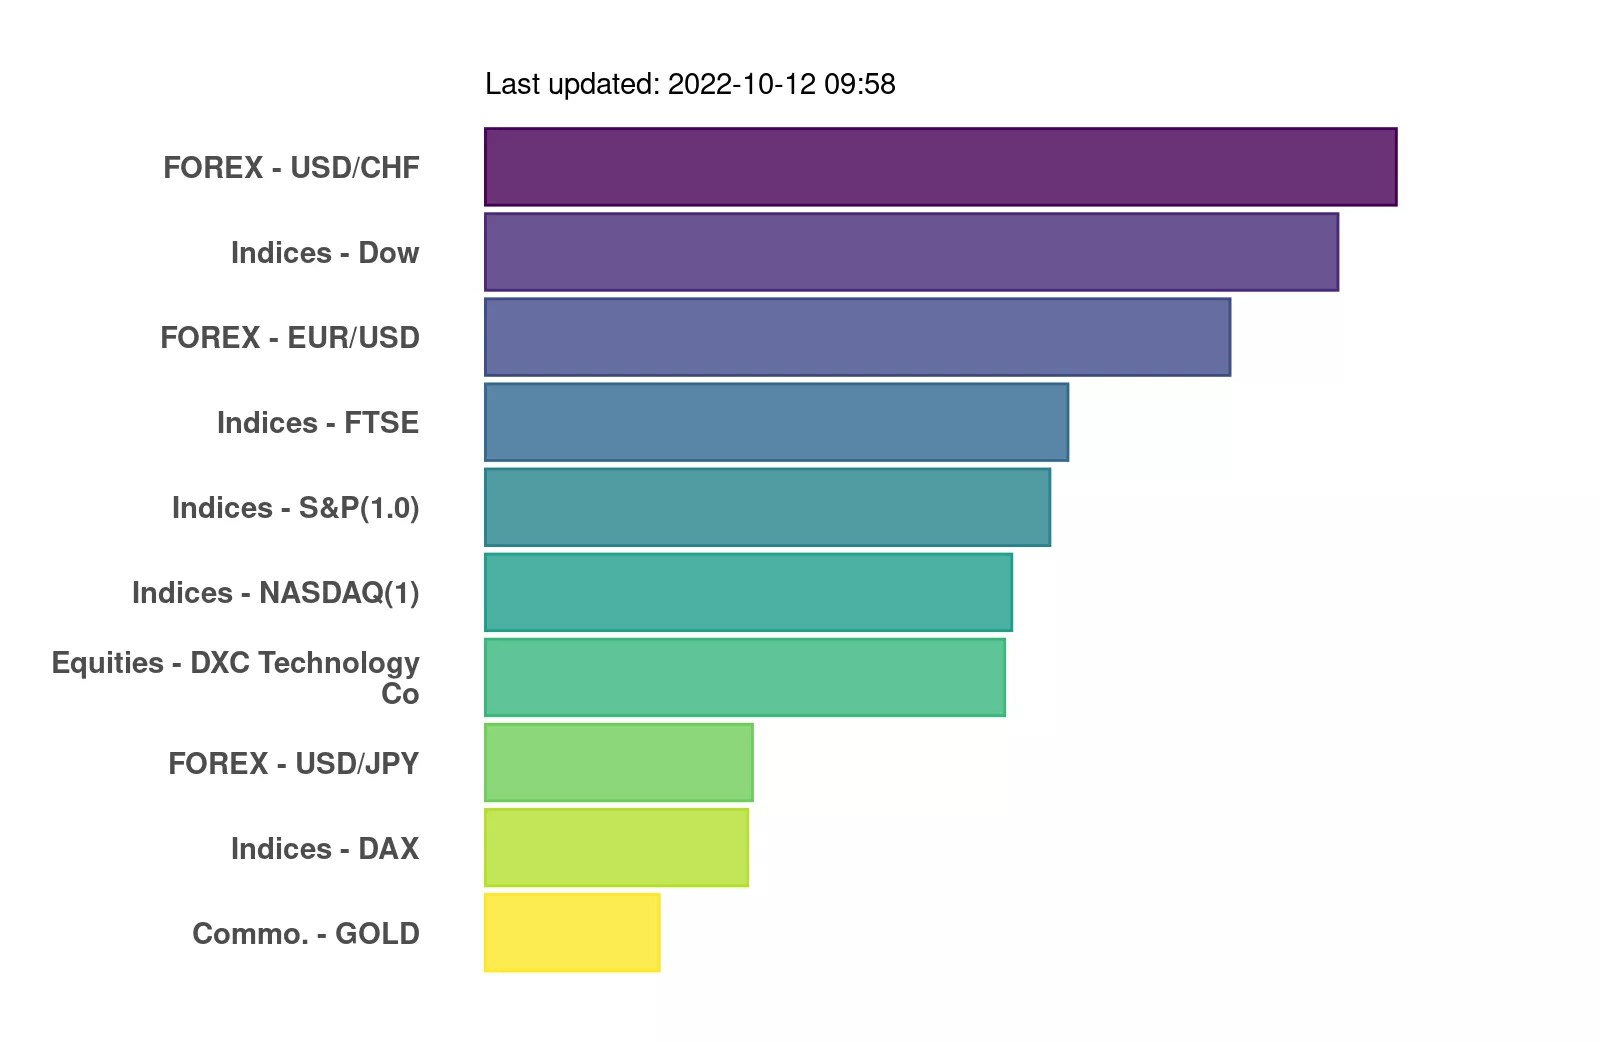 Last updated: 2022-10-12 09:58
FOREX - USD/CHF
Indices - Dow
FOREX - EUR/USD
Indices - FTSE
Indices - S&P(1.0)
Indices - NASDAQ(1)
Equities - DXC Technology
Co
FOREX - USD/JPY
Indices - DAX
Commo. - GOLD